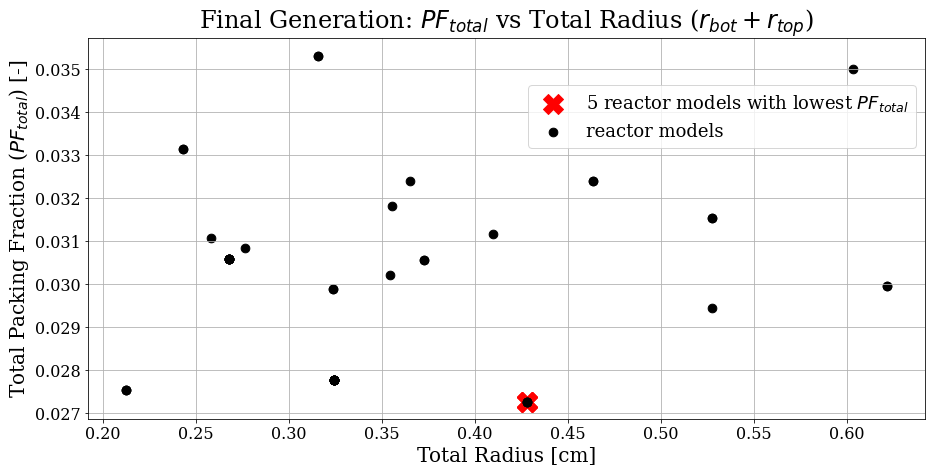 Final Generation: PF_total vs Total Radius (r_bot + r_top)
Total Packing Fraction (PF_total) [-]
0.035
0.034
0.033
0.032
0.031
0.030
0.029
0.028
0.027
5 reactor models with lowest PF_total
reactor models
0.20 0.25 0.30 0.35 0.40 0.45 0.50 0.55 0.60
Total Radius [cm]